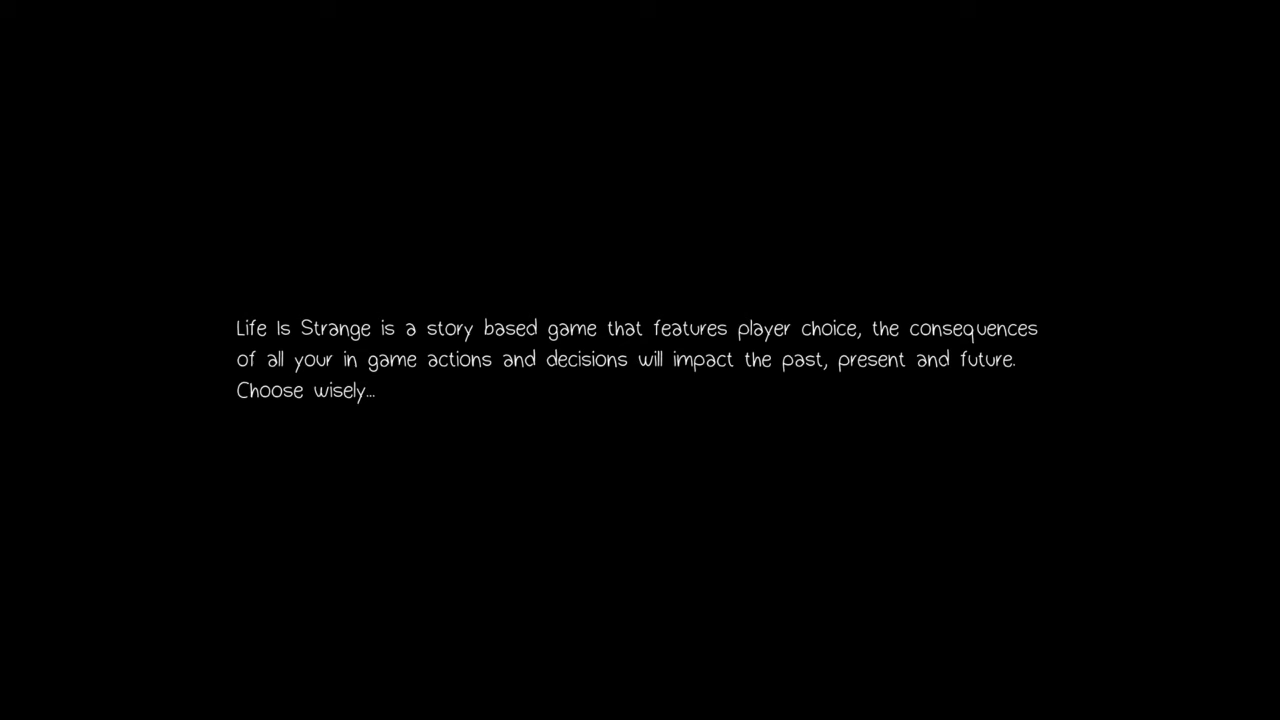 Life Is Strange is a story based game that features player choice, the consequences
of all your in game actions and decisions will impact the past, present and future.
Choose wisely...